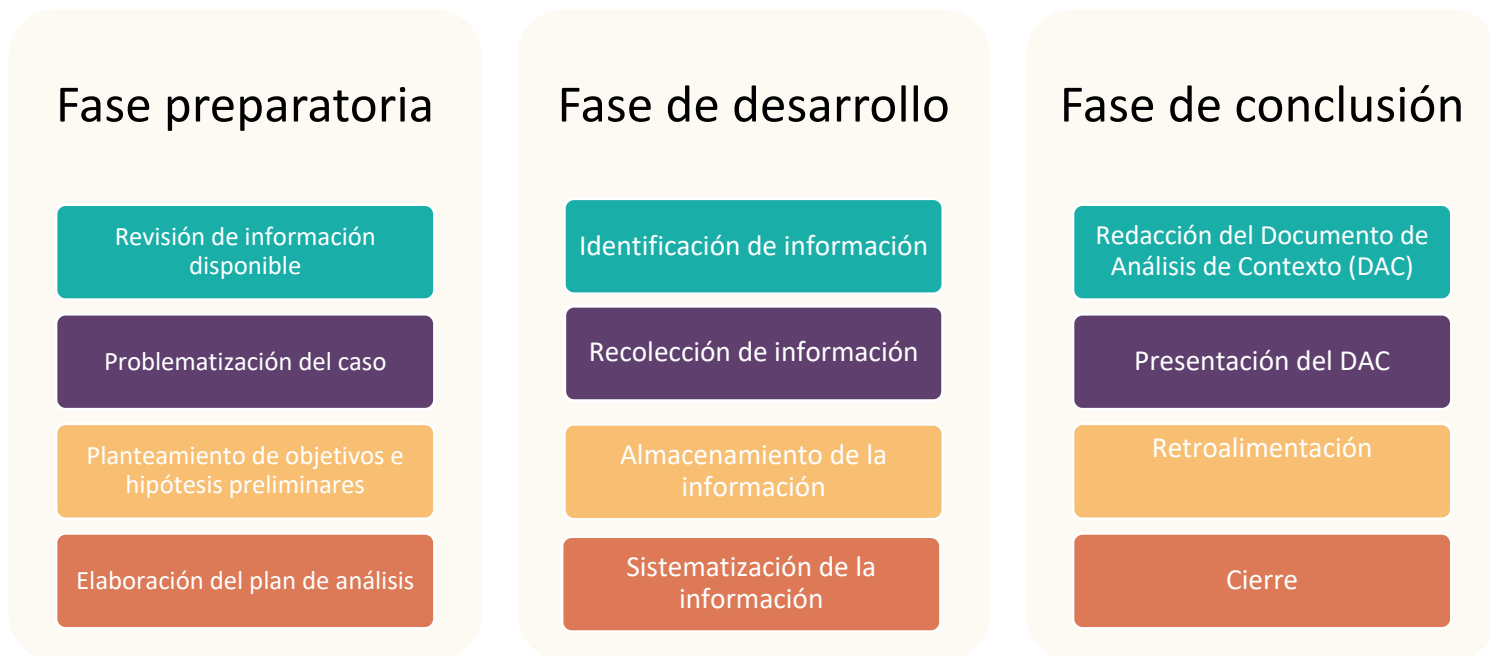 Fase preparatoria
Revisión de información
disponible
Problematización del caso
Planteamiento de objetivos e
hipótesis preliminares
Elaboración del plan de análisis
Fase de desarrollo
Identificación de información
Recolección de información
Almacenamiento de la
información
Sistematización de la
información
Fase de conclusión
Redacción del Documento de
Análisis de Contexto (DAC)
Presentación del DAC
Retroalimentación
Cierre